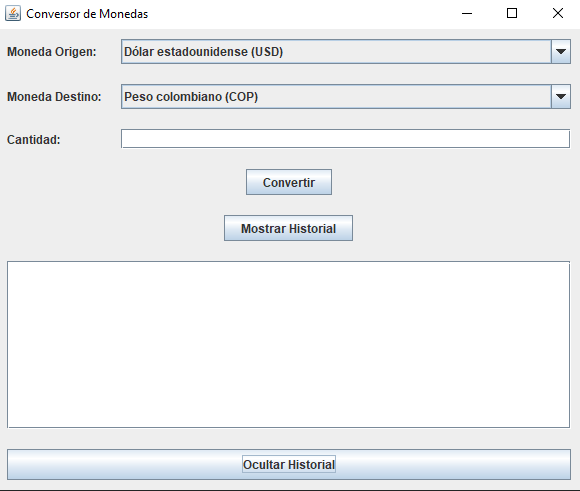 Conversor de Monedas
Moneda Origen: Dólar estadounidense (USD)
Moneda Destino: Peso colombiano (COP)
Cantidad:
Convertir
Mostrar Historial
Ocultar Historial